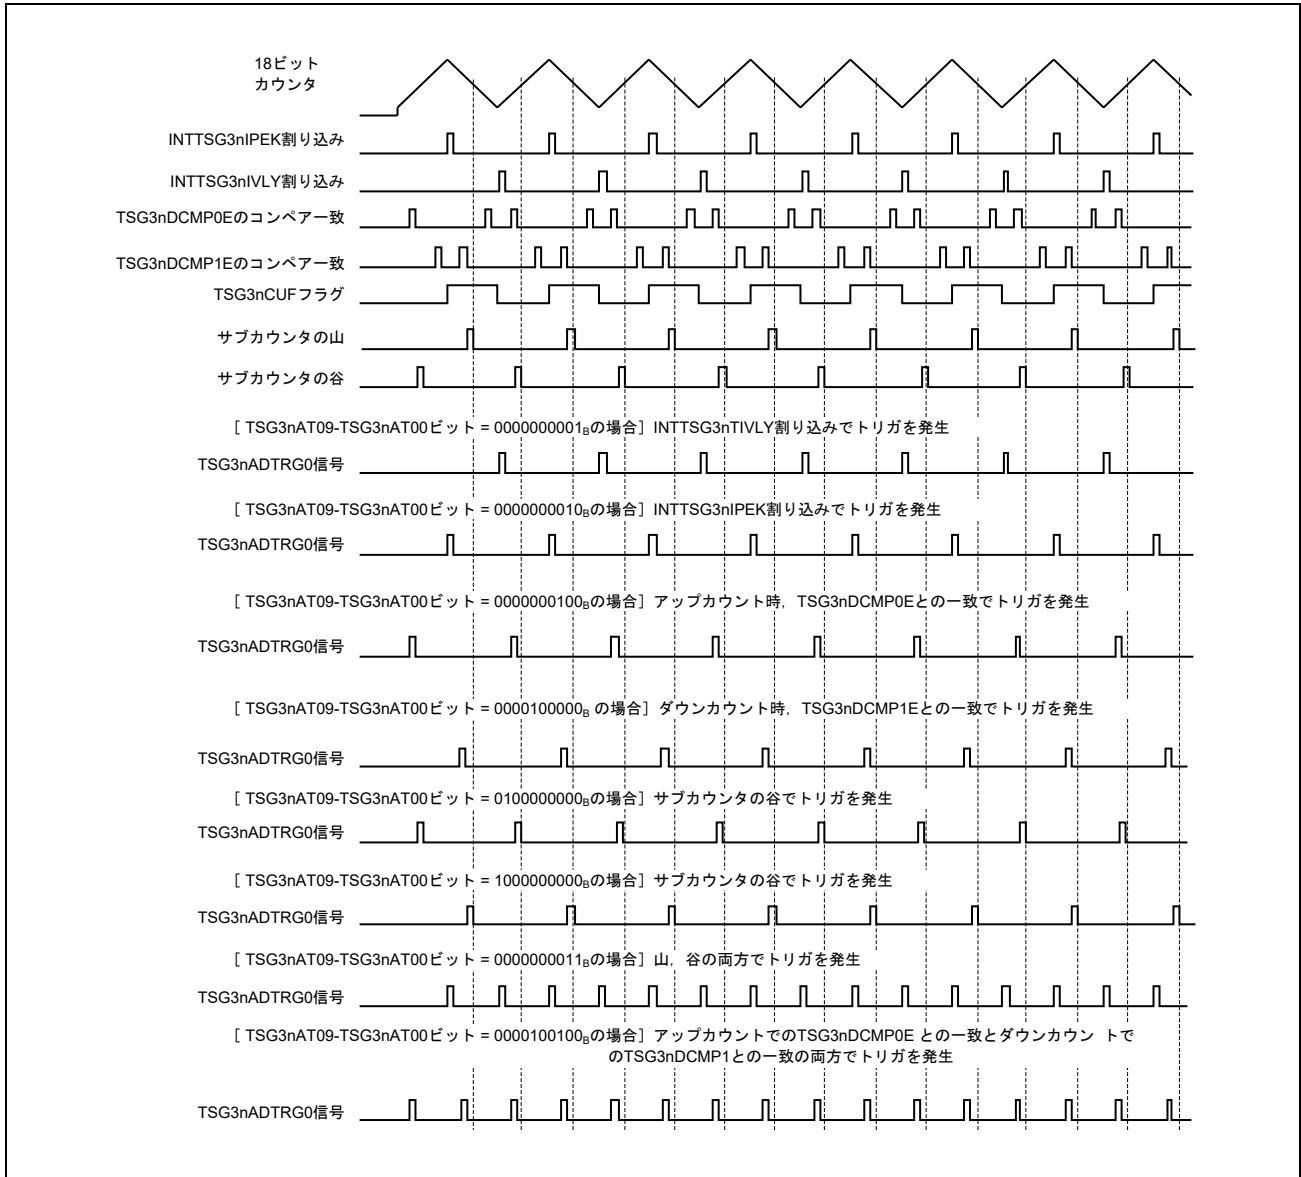 18ビット
カウンタ
INTTSG3nIPEK割り込み
INTTSG3nIVLY割り込み
TSG3nDCMP0Eのコンペアー致
TSG3nDCMP1Eのコンペアー致
TSG3nCUFフラグ
サブカウンタの山
サブカウンタの谷
[ TSG3nAT09-TSG3nAT00ビット = 0000000001Bの場合] INTTSG3nTIVLY割り込みでトリガを発生
TSG3nADTRG0信号
[ TSG3nAT09-TSG3nAT00ビット = 0000000010Bの場合] INTTSG3nIPEK割り込みでトリガを発生
TSG3nADTRG0信号
[ TSG3nAT09-TSG3nAT00ビット = 0000000100Bの場合] アップカウント時，TSG3nDCMP0Eとの一致でトリガを発生
TSG3nADTRG0信号
[ TSG3nAT09-TSG3nAT00ビット = 0000100000B の場合] ダウンカウント時，TSG3nDCMP1Eとの一致でトリガを発生
TSG3nADTRG0信号
[ TSG3nAT09-TSG3nAT00ビット = 0100000000Bの場合] サブカウンタの谷でトリガを発生
TSG3nADTRG0信号
[ TSG3nAT09-TSG3nAT00ビット = 1000000000Bの場合] サブカウンタの谷でトリガを発生
TSG3nADTRG0信号
[ TSG3nAT09-TSG3nAT00ビット = 0000000011Bの場合] 山，谷の両方でトリガを発生
TSG3nADTRG0信号
[ TSG3nAT09-TSG3nAT00ビット = 0000100100Bの場合] アップカウントでのTSG3nDCMP0E との一致とダウンカウン トで
のTSG3nDCMP1との一致の両方でトリガを発生
TSG3nADTRG0信号